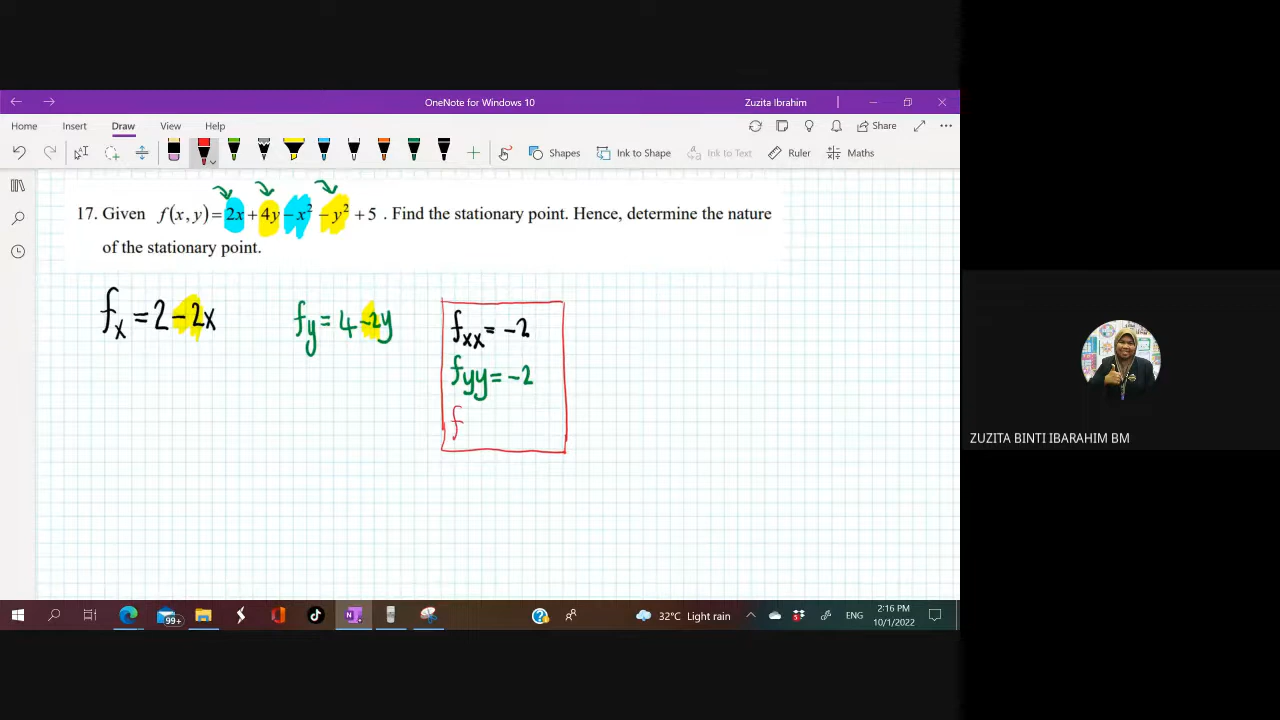 OneNote for Windows 10
Zuzita Ibrahim
Home Insert Draw View Help
Share
Shapes Ink to Shape Ink to Text Ruler Maths
17. Given f(x, y) = 2x + 4y − x² − y² + 5 . Find the stationary point. Hence, determine the nature
of the stationary point.
fx = 2 − 2x
fy = 4 − 2y
fxx = −2
fyy = −2
f
ZUZITA BINTI IBARAHIM BM
99+
32°C Light rain
ENG
2:16 PM
10/1/2022